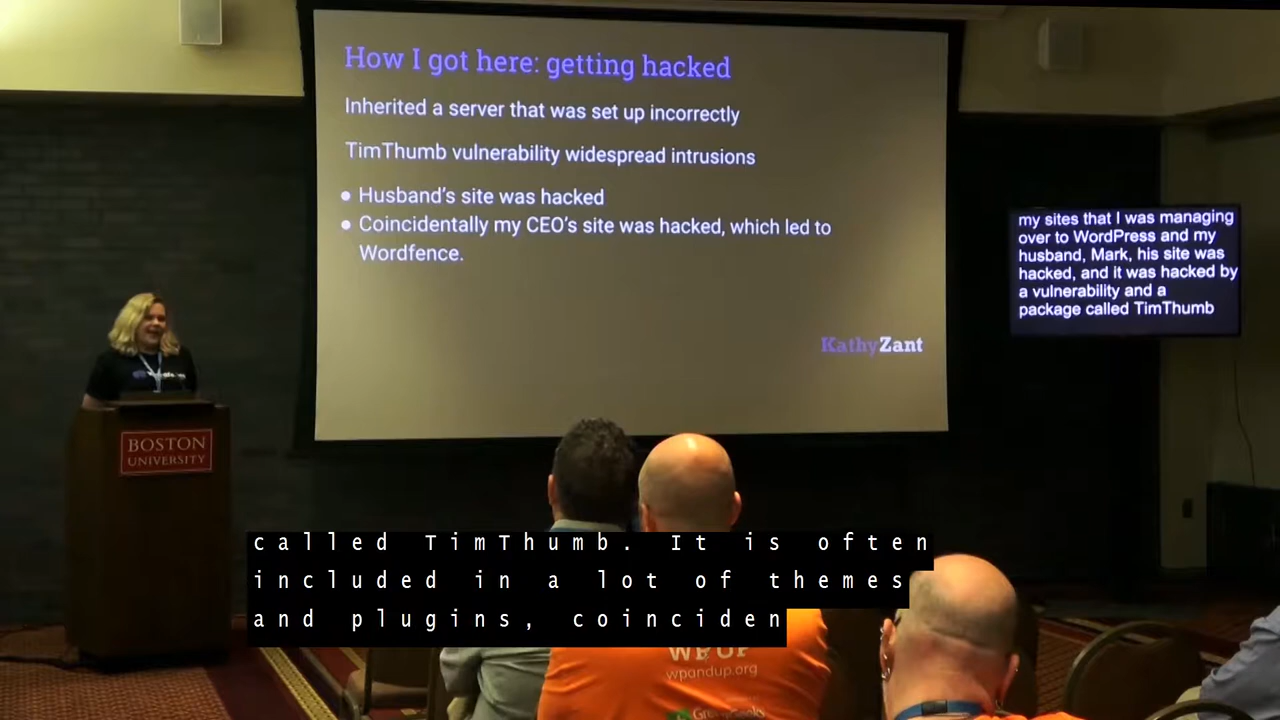 How I got here: getting hacked
Inherited a server that was set up incorrectly
TimThumb vulnerability widespread intrusions
● Husband's site was hacked
● Coincidentally my CEO's site was hacked, which led to
Wordfence.
KathyZant
my sites that I was managing
over to WordPress and my
husband, Mark, his site was
hacked, and it was hacked by
a vulnerability and a
package called TimThumb
BOSTON
UNIVERSITY
called TimThumb. It is often
included in a lot of themes
and plugins, coinciden
WP UP
wpandup.org